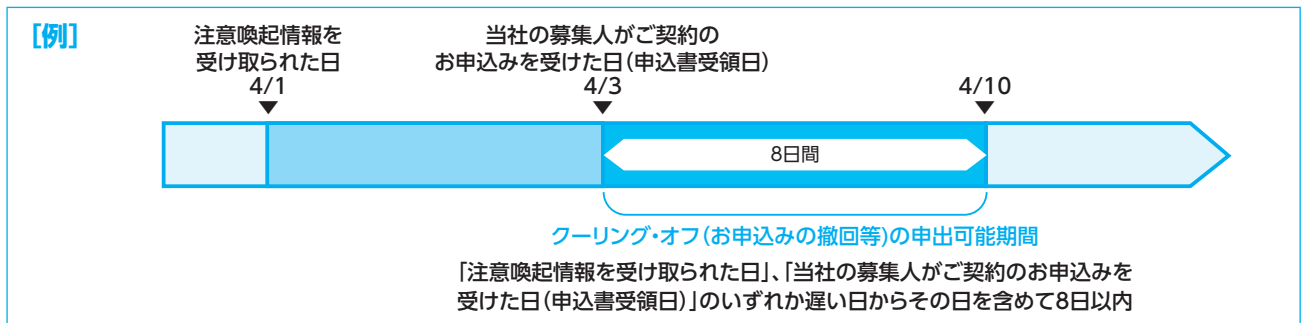 ［例］
注意喚起情報を
受け取られた日
4/1
当社の募集人がご契約の
お申込みを受けた日（申込書受領日）
4/3
4/10
8日間
クーリング・オフ（お申込みの撤回等）の申出可能期間
「注意喚起情報を受け取られた日」、「当社の募集人がご契約のお申込みを
受けた日（申込書受領日）」のいずれか遅い日からその日を含めて8日以内